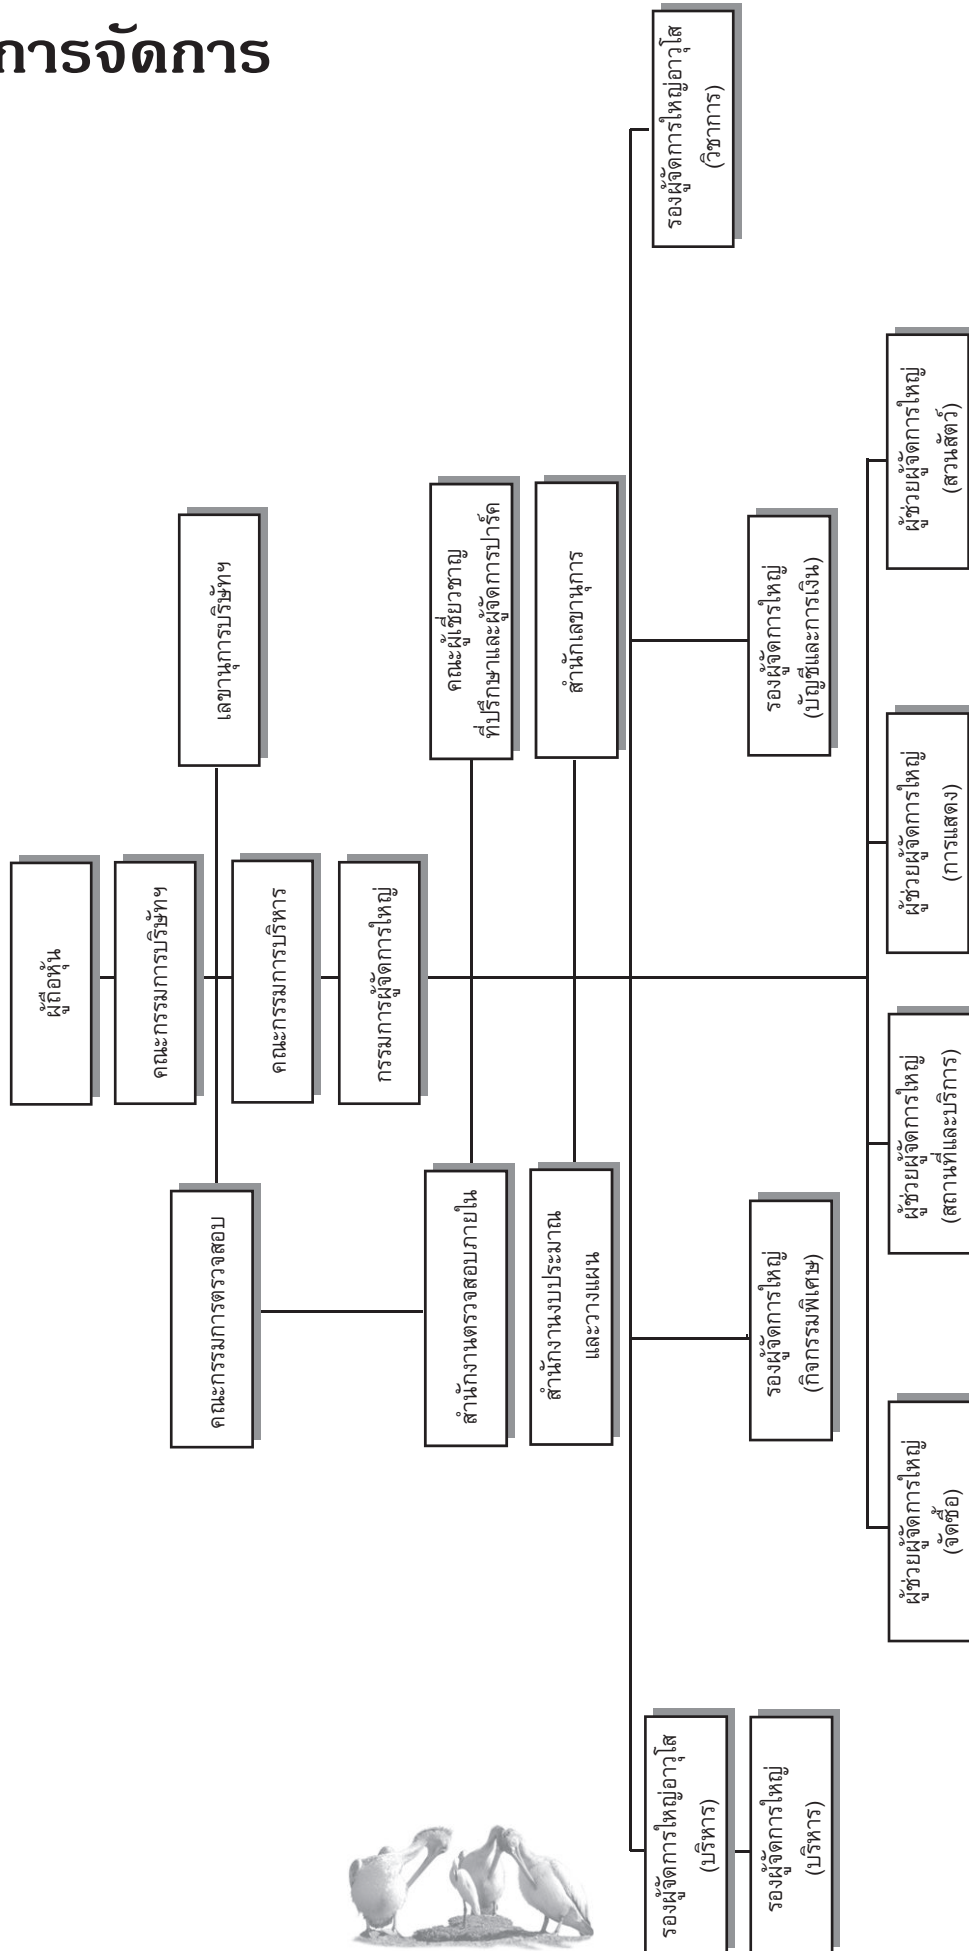 การจัดการ
ผู้ถือหุ้น
คณะกรรมการบริษัทฯ
เลขานุการบริษัทฯ
คณะกรรมการตรวจสอบ
คณะกรรมการบริหาร
กรรมการผู้จัดการใหญ่
สำนักงานตรวจสอบภายใน
คณะผู้เชี่ยวชาญ
ที่ปรึกษาและผู้จัดการปาร์ค
สำนักงานงบประมาณ
และวางแผน
สำนักเลขานุการ
รองผู้จัดการใหญ่อาวุโส
(บริหาร)
รองผู้จัดการใหญ่อาวุโส
(วิชาการ)
รองผู้จัดการใหญ่
(บริหาร)
รองผู้จัดการใหญ่
(กิจกรรมพิเศษ)
รองผู้จัดการใหญ่
(บัญชีและการเงิน)
ผู้ช่วยผู้จัดการใหญ่
(จัดซื้อ)
ผู้ช่วยผู้จัดการใหญ่
(สถานที่และบริการ)
ผู้ช่วยผู้จัดการใหญ่
(การแสดง)
ผู้ช่วยผู้จัดการใหญ่
(สวนสัตว์)